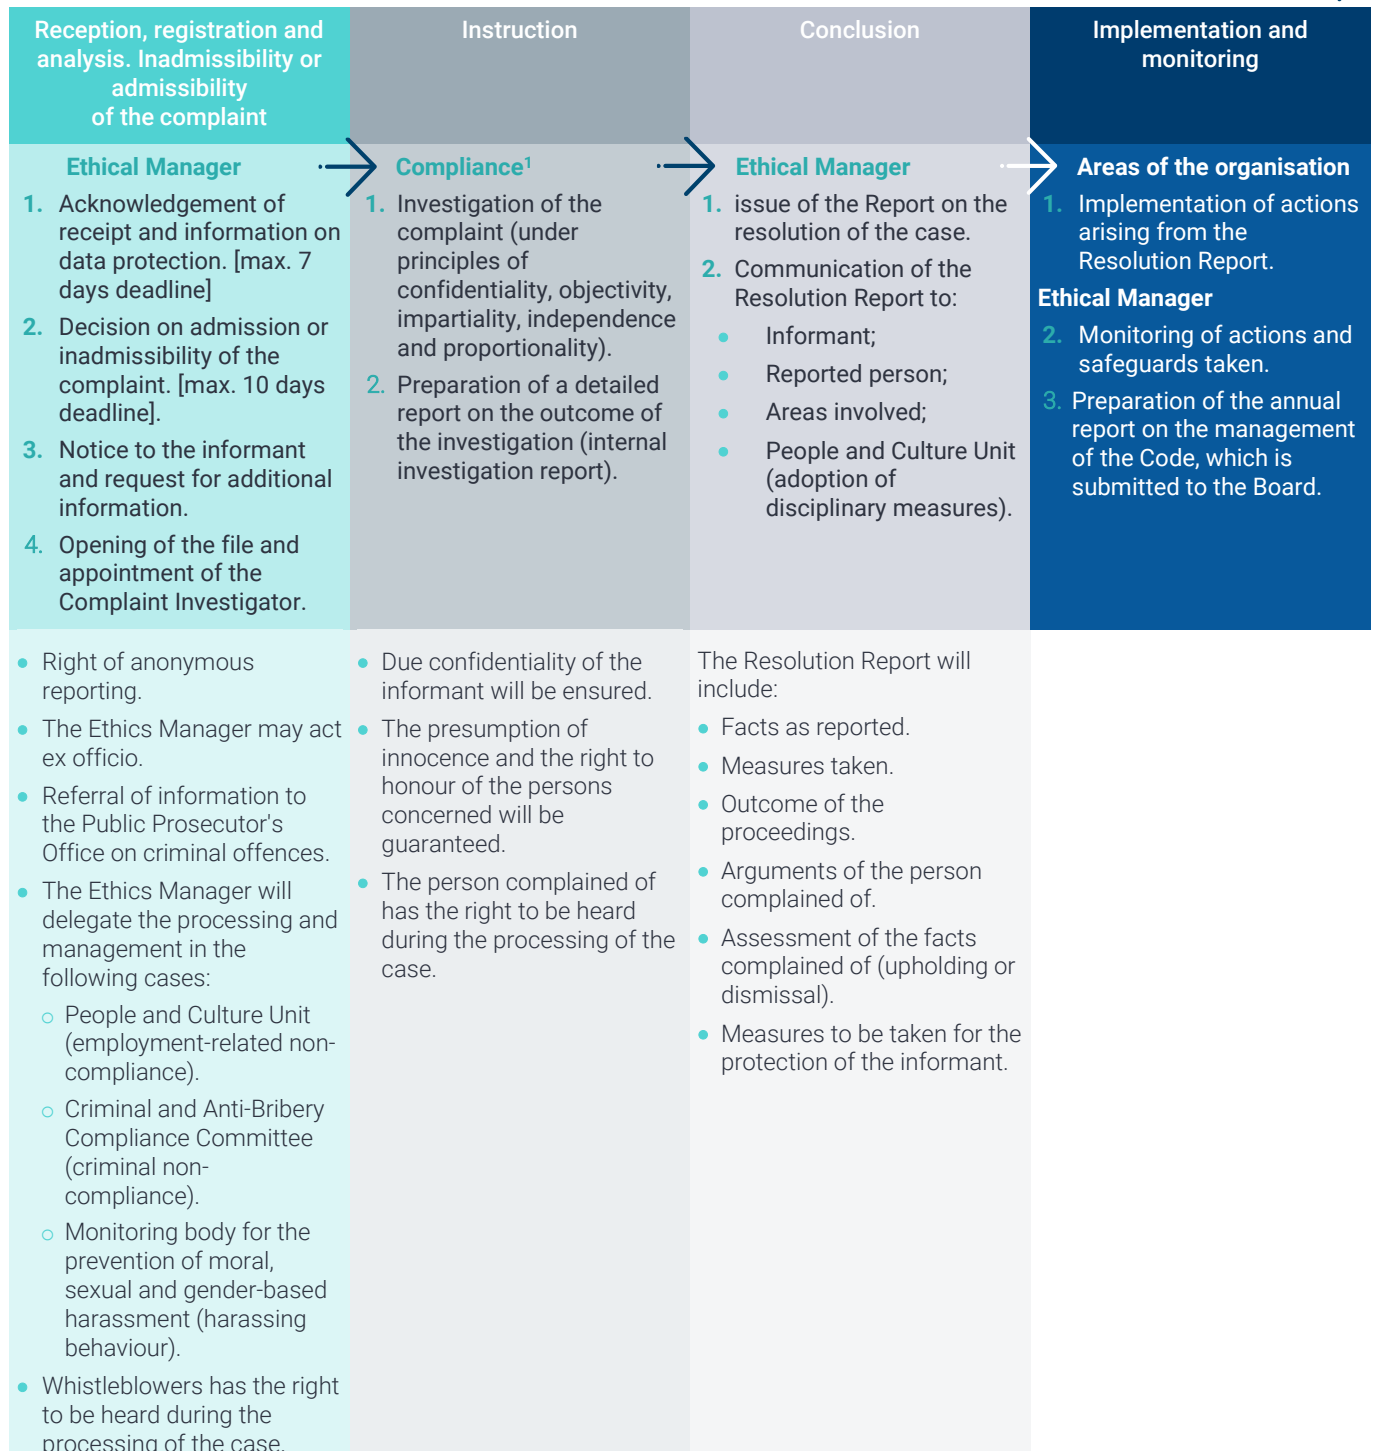 Reception, registration and
analysis. Inadmissibility or
admissibility
of the complaint
Instruction
Conclusion
Implementation and
monitoring
Ethical Manager
1. Acknowledgement of
receipt and information on
data protection. [max. 7
days deadline]
2. Decision on admission or
inadmissibility of the
complaint. [max. 10 days
deadline].
3. Notice to the informant
and request for additional
information.
4. Opening of the file and
appointment of the
Complaint Investigator.
Compliance¹
1. Investigation of the
complaint (under
principles of
confidentiality, objectivity,
impartiality, independence
and proportionality).
2. Preparation of a detailed
report on the outcome of
the investigation (internal
investigation report).
Ethical Manager
1. issue of the Report on the
resolution of the case.
2. Communication of the
Resolution Report to:
• Informant;
• Reported person;
• Areas involved;
• People and Culture Unit
(adoption of
disciplinary measures).
Areas of the organisation
1. Implementation of actions
arising from the
Resolution Report.
Ethical Manager
2. Monitoring of actions and
safeguards taken.
3. Preparation of the annual
report on the management
of the Code, which is
submitted to the Board.
• Right of anonymous
reporting.
• The Ethics Manager may act
ex officio.
• Referral of information to
the Public Prosecutor's
Office on criminal offences.
• The Ethics Manager will
delegate the processing and
management in the
following cases:
○ People and Culture Unit
(employment-related non-
compliance).
○ Criminal and Anti-Bribery
Compliance Committee
(criminal non-
compliance).
○ Monitoring body for the
prevention of moral,
sexual and gender-based
harassment (harassing
behaviour).
• Whistleblowers has the right
to be heard during the
processing of the case.
• Due confidentiality of the
informant will be ensured.
• The presumption of
innocence and the right to
honour of the persons
concerned will be
guaranteed.
• The person complained of
has the right to be heard
during the processing of the
case.
The Resolution Report will
include:
• Facts as reported.
• Measures taken.
• Outcome of the
proceedings.
• Arguments of the person
complained of.
• Assessment of the facts
complained of (upholding or
dismissal).
• Measures to be taken for the
protection of the informant.